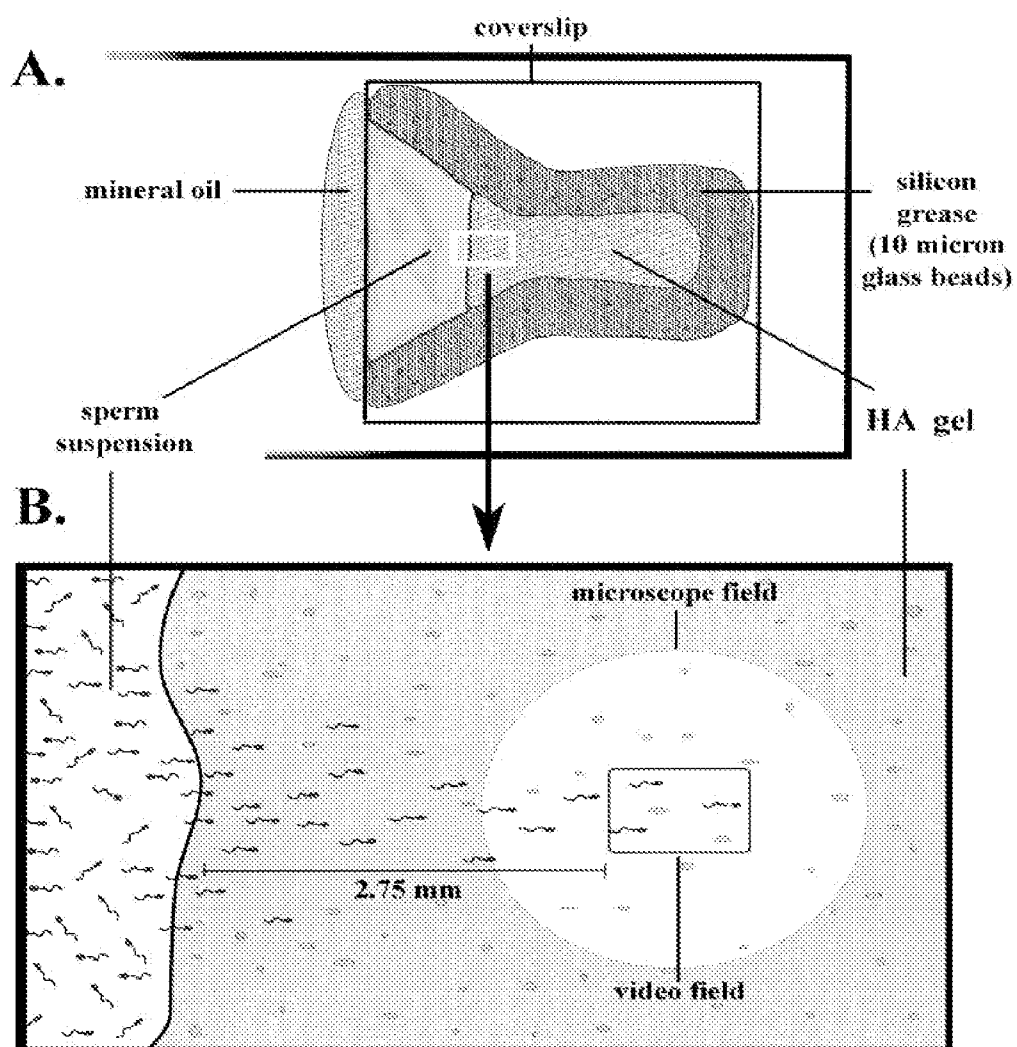 coverslip
A.
mineral oil
silicon
grease
(10 micron
glass beads)
sperm
suspension
HA gel
B.
microscope field
2.75 mm
video field